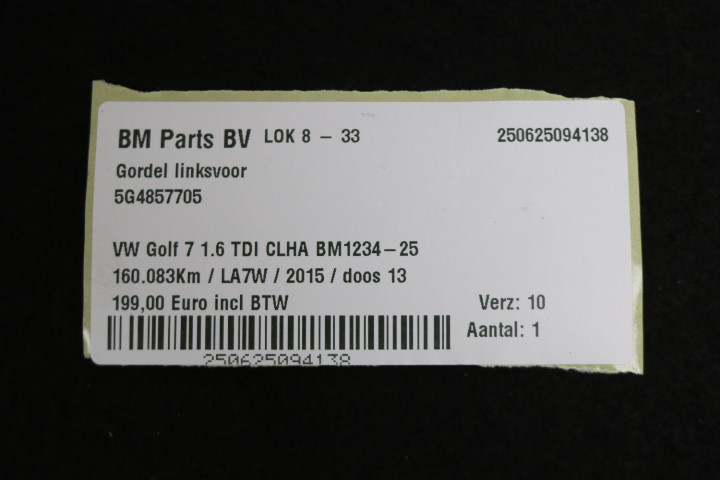 BM Parts BV LOK 8 - 33 250625094138
Gordel linksvoor
5G4857705
VW Golf 7 1.6 TDI CLHA BM1234-25
160.083Km / LA7W / 2015 / doos 13
199,00 Euro incl BTW Verz: 10
Aantal: 1
250625094138